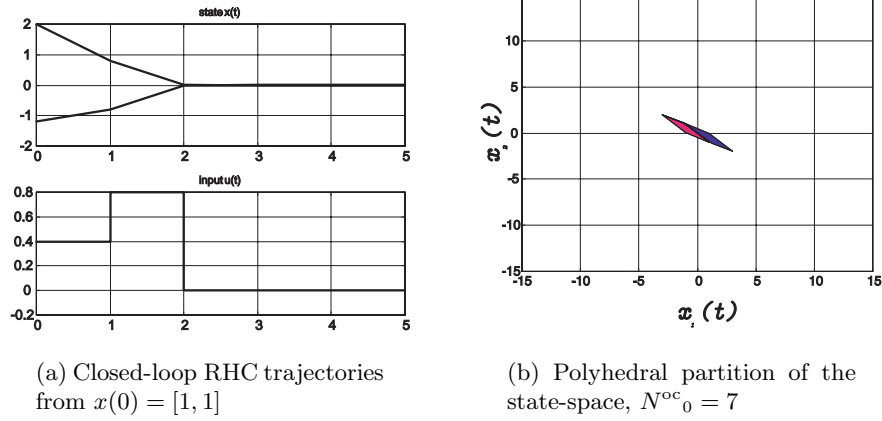 state x(t)
2
1
0
-1
-2
0 1 2 3 4 5
input u(t)
0.8
0.6
0.4
0.2
0
-0.2
0 1 2 3 4 5
(a) Closed-loop RHC trajectories
from x(0) = [1, 1]
10
5
0
-5
-10
-15
-15 -10 -5 0 5 10 15
x₂(t)
x₁(t)
(b) Polyhedral partition of the
state-space, N^oc_0 = 7